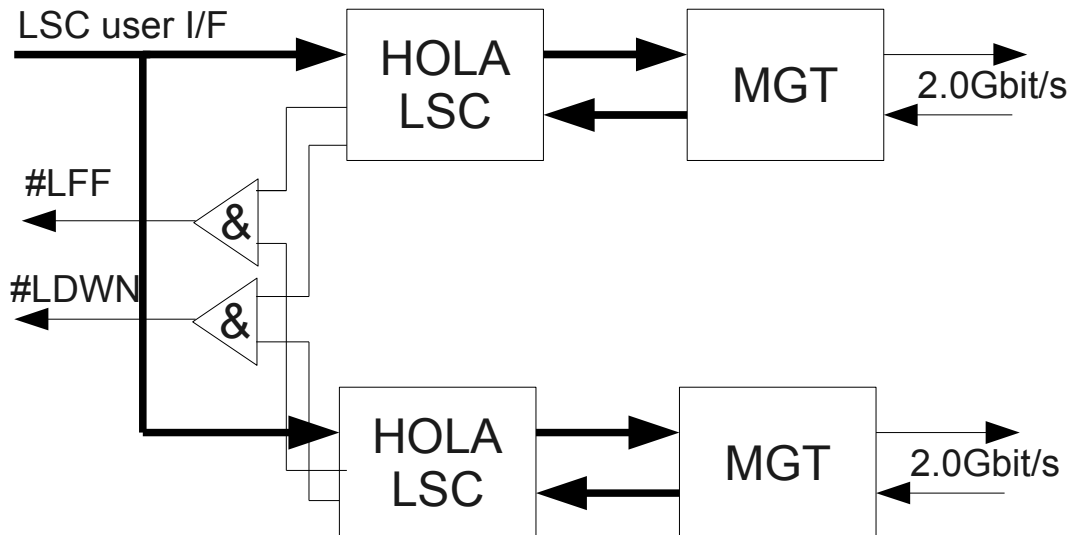 LSC user I/F
HOLA
LSC
MGT
2.0Gbit/s
#LFF
&
#LDWN
&
HOLA
LSC
MGT
2.0Gbit/s